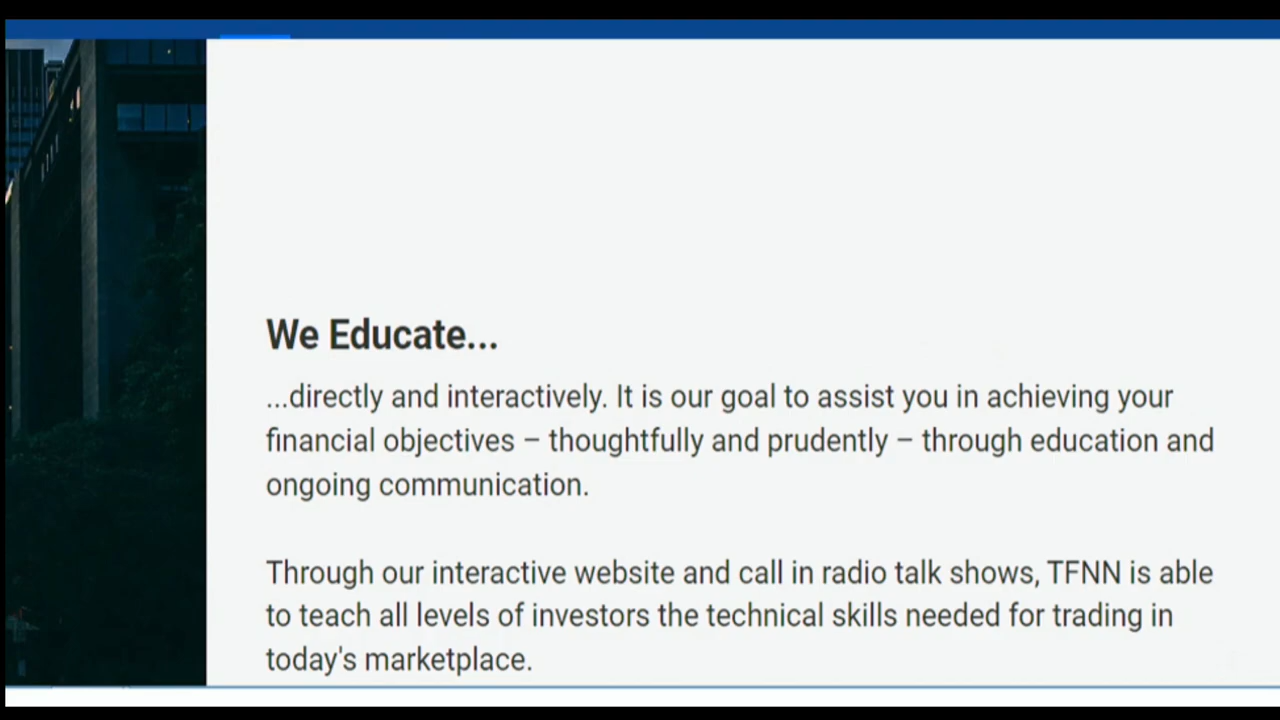 We Educate...
...directly and interactively. It is our goal to assist you in achieving your
financial objectives – thoughtfully and prudently – through education and
ongoing communication.
Through our interactive website and call in radio talk shows, TFNN is able
to teach all levels of investors the technical skills needed for trading in
today's marketplace.